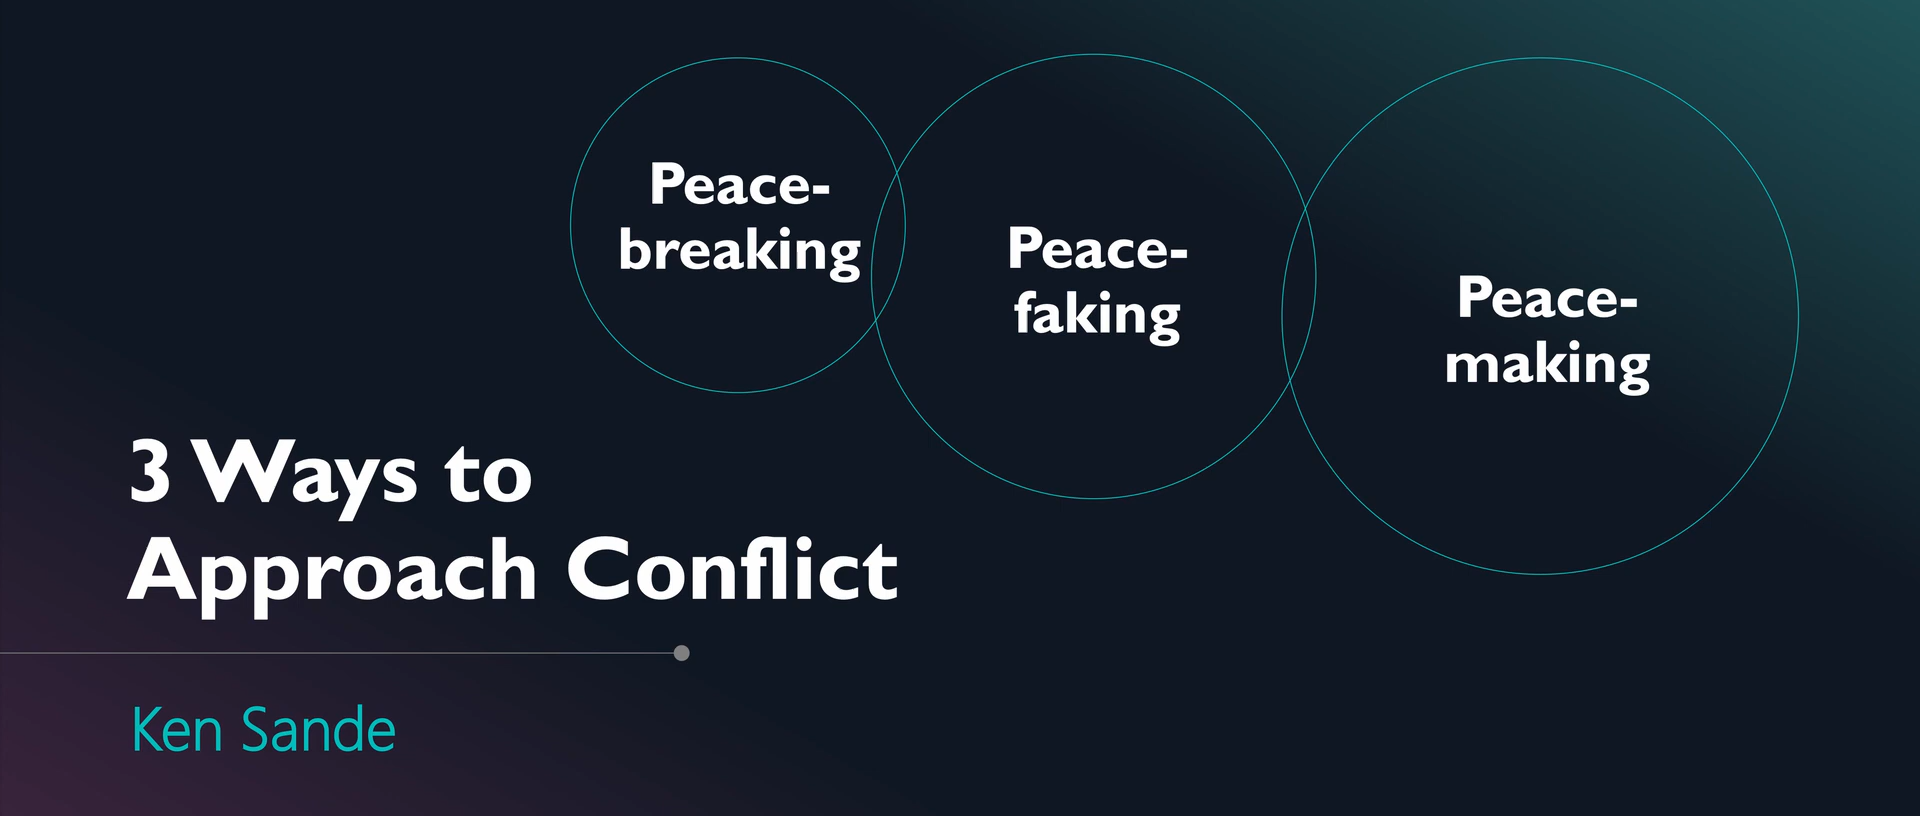 Peace-
breaking
Peace-
faking
Peace-
making
3 Ways to
Approach Conflict
Ken Sande